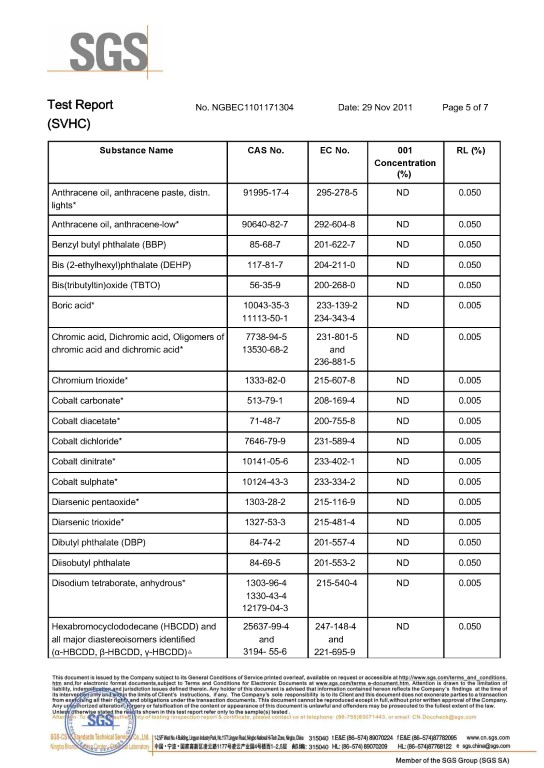 SGS
Test Report No. NGBEC1101171304 Date: 29 Nov 2011 Page 5 of 7
(SVHC)
Substance Name CAS No. EC No. 001 Concentration (%) RL (%)
Anthracene oil, anthracene paste, distn. 91995-17-4 295-278-5 ND 0.050
lights*
Anthracene oil, anthracene-low* 90640-82-7 292-604-8 ND 0.050
Benzyl butyl phthalate (BBP) 85-68-7 201-622-7 ND 0.050
Bis (2-ethylhexyl)phthalate (DEHP) 117-81-7 204-211-0 ND 0.050
Bis(tributyltin)oxide (TBTO) 56-35-9 200-268-0 ND 0.050
Boric acid* 10043-35-3 233-139-2 ND 0.005
11113-50-1 234-343-4
Chromic acid, Dichromic acid, Oligomers of 7738-94-5 231-801-5 ND 0.005
chromic acid and dichromic acid* 13530-68-2 and
236-881-5
Chromium trioxide* 1333-82-0 215-607-8 ND 0.005
Cobalt carbonate* 513-79-1 208-169-4 ND 0.005
Cobalt diacetate* 71-48-7 200-755-8 ND 0.005
Cobalt dichloride* 7646-79-9 231-589-4 ND 0.005
Cobalt dinitrate* 10141-05-6 233-402-1 ND 0.005
Cobalt sulphate* 10124-43-3 233-334-2 ND 0.005
Diarsenic pentaoxide* 1303-28-2 215-116-9 ND 0.005
Diarsenic trioxide* 1327-53-3 215-481-4 ND 0.005
Dibutyl phthalate (DBP) 84-74-2 201-557-4 ND 0.050
Diisobutyl phthalate 84-69-5 201-553-2 ND 0.050
Disodium tetraborate, anhydrous* 1303-96-4 215-540-4 ND 0.005
1330-43-4
12179-04-3
Hexabromocyclododecane (HBCDD) and 25637-99-4 247-148-4 ND 0.050
all major diastereoisomers identified and and
(α-HBCDD, β-HBCDD, γ-HBCDD)△ 3194- 55-6 221-695-9
This document is issued by the Company subject to its General Conditions of Service printed overleaf, available on request or accessible at http://www.sgs.com/terms_and_conditions.
htm and,for electronic format documents,subject to Terms and Conditions for Electronic Documents at www.sgs.com/terms e-document.htm. Attention is drawn to the limitation of
liability, indemnification and jurisdiction issues defined therein. Any holder of this document is advised that information contained hereon reflects the Company's findings at the time of
its intervention only and within the limits of Client's instructions, if any. The Company's sole responsibility is to its Client and this document does not exonerate parties to a transaction
from exercising all their rights and obligations under the transaction documents. This document cannot be reproduced except in full,without prior written approval of the Company.
Any unauthorized alteration, forgery or falsification of the content or appearance of this document is unlawful and offenders may be prosecuted to the fullest extent of the law.
Unless otherwise stated the results shown in this test report refer only to the sample(s) tested .
SGS
315040 t E&E (86–574) 89070224 f E&E (86–574)87782095 www.cn.sgs.com
315040 HL: (86–574) 89070209 HL: (86–574)87768122 e sgs.china@sgs.com
Member of the SGS Group (SGS SA)